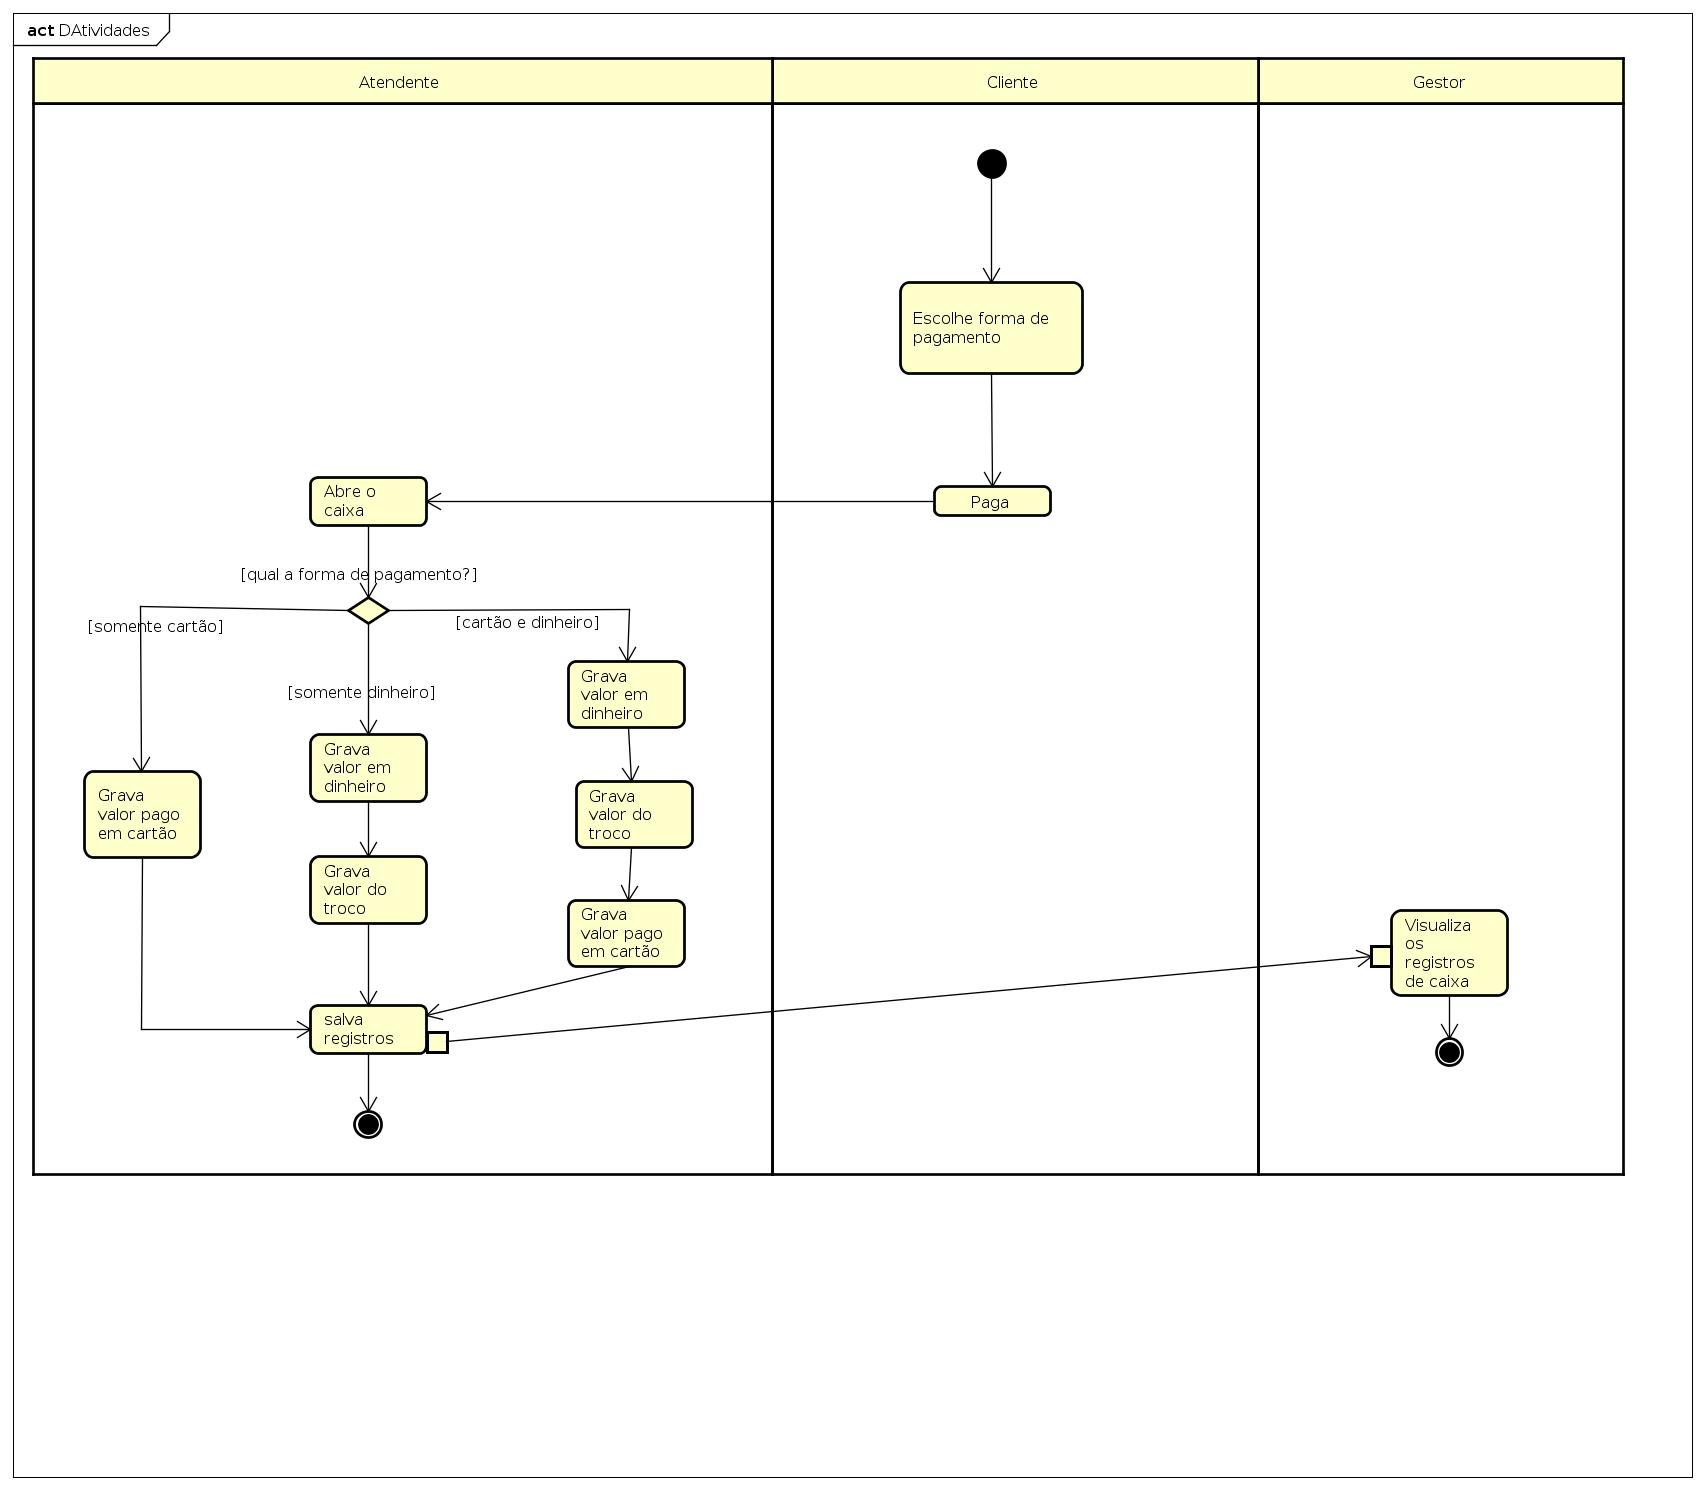 act DAtividades
Atendente
Cliente
Gestor
Escolhe forma de
pagamento
Paga
Abre o
caixa
[qual a forma de pagamento?]
[somente cartão]
[cartão e dinheiro]
[somente dinheiro]
Grava
valor pago
em cartão
Grava
valor em
dinheiro
Grava
valor do
troco
Grava
valor em
dinheiro
Grava
valor do
troco
Grava
valor pago
em cartão
salva
registros
Visualiza
os
registros
de caixa